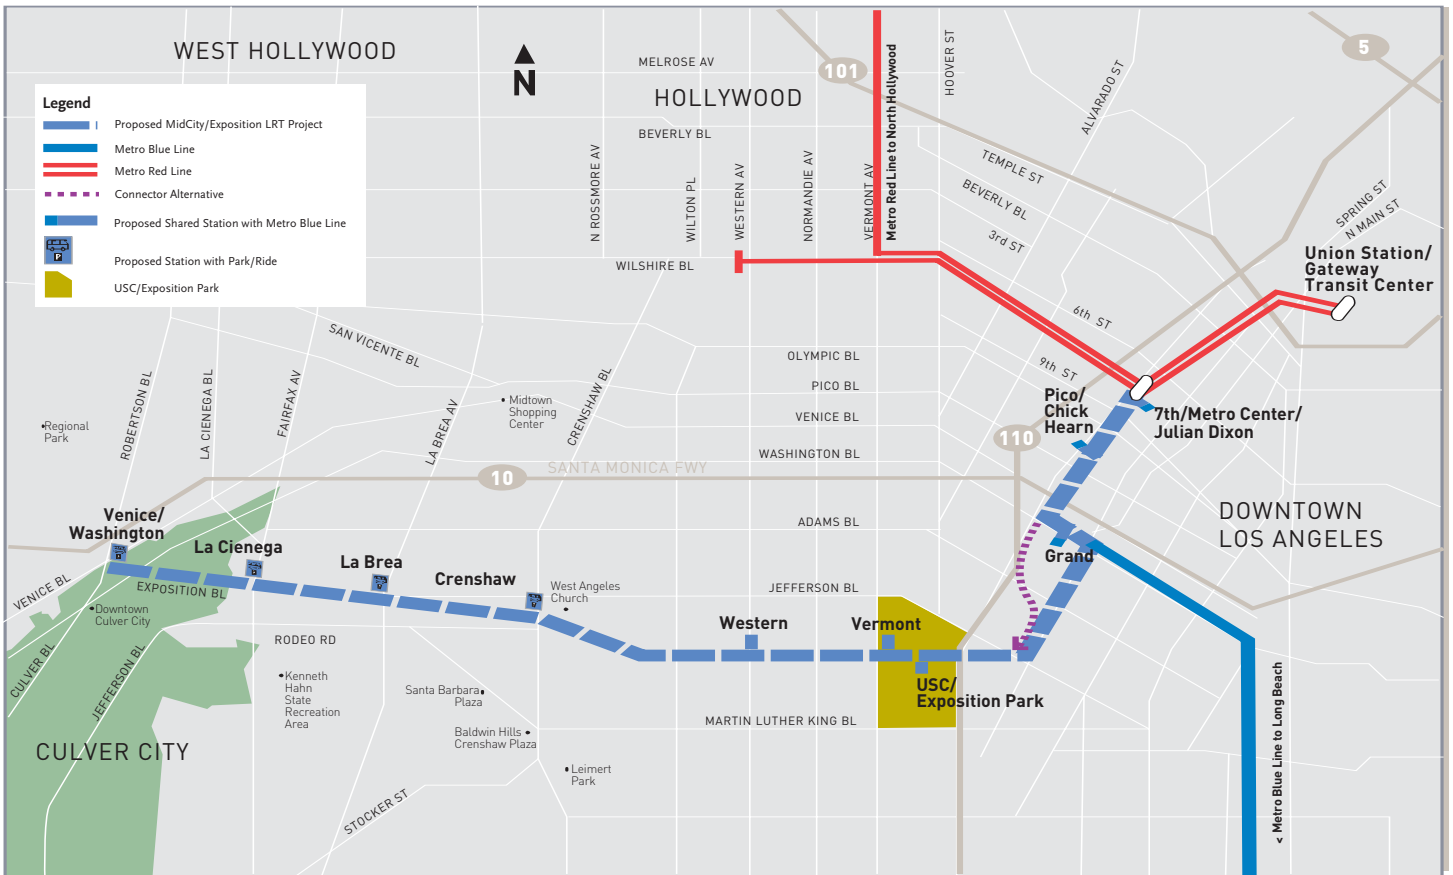 WEST HOLLYWOOD
N
HOLLYWOOD
MELROSE AV
BEVERLY BL
101
5
HOOVER ST
ALVARADO ST
Metro Red Line to North Hollywood
Legend
Proposed MidCity/Exposition LRT Project
Metro Blue Line
Metro Red Line
Connector Alternative
Proposed Shared Station with Metro Blue Line
P
Proposed Station with Park/Ride
USC/Exposition Park
N ROSSMORE AV
WILTON PL
WESTERN AV
NORMANDIE AV
VERMONT AV
WILSHIRE BL
TEMPLE ST
BEVERLY BL
3rd ST
6th ST
9th ST
SPRING ST
N MAIN ST
Union Station/
Gateway
Transit Center
SAN VICENTE BL
ROBERTSON BL
LA CIENEGA BL
FAIRFAX AV
LA BREA AV
CRENSHAW BL
OLYMPIC BL
PICO BL
VENICE BL
WASHINGTON BL
ADAMS BL
JEFFERSON BL
Regional
Park
Midtown
Shopping
Center
Pico/
Chick
Hearn
7th/Metro Center/
Julian Dixon
110
10
SANTA MONICA FWY
DOWNTOWN
LOS ANGELES
Venice/
Washington
La Cienega
La Brea
Crenshaw
Grand
West Angeles
Church
Western
Vermont
USC/
Exposition Park
VENICE BL
EXPOSITION BL
Downtown
Culver City
CULVER BL
JEFFERSON BL
RODEO RD
Kenneth
Hahn
State
Recreation
Area
Santa Barbara
Plaza
Baldwin Hills
Crenshaw Plaza
Leimert
Park
MARTIN LUTHER KING BL
CULVER CITY
STOCKER ST
< Metro Blue Line to Long Beach